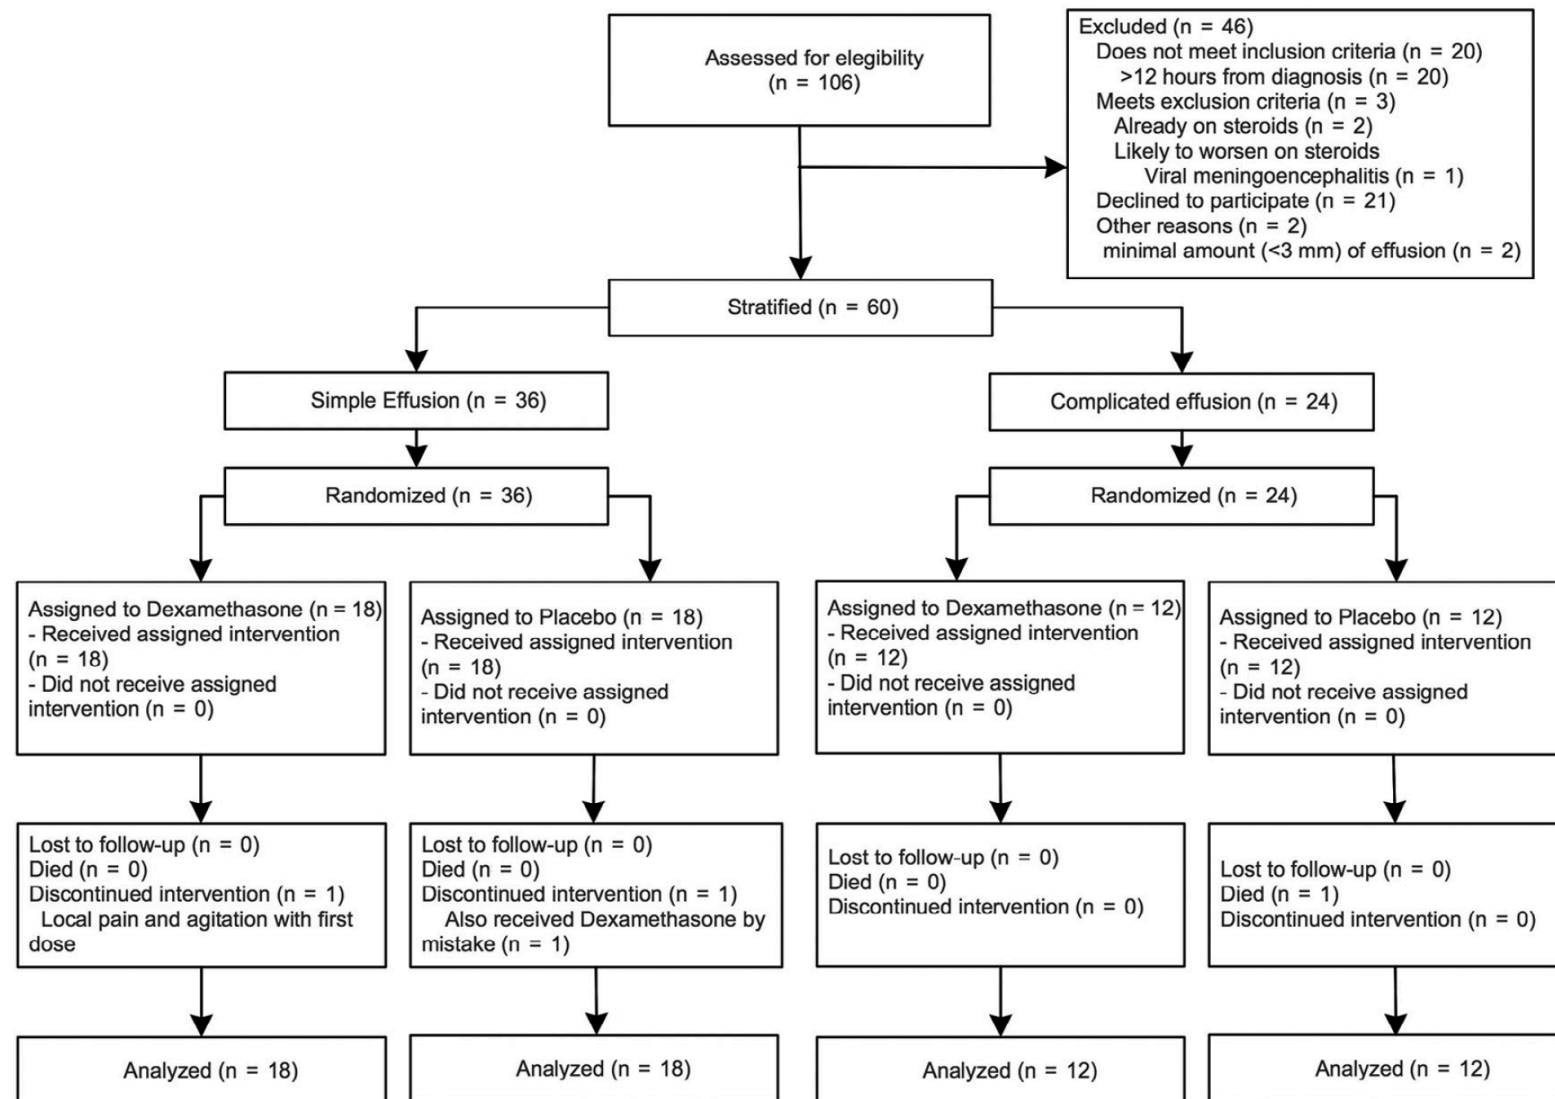 Assessed for elegibility
(n = 106)
Excluded (n = 46)
Does not meet inclusion criteria (n = 20)
>12 hours from diagnosis (n = 20)
Meets exclusion criteria (n = 3)
Already on steroids (n = 2)
Likely to worsen on steroids
Viral meningoencephalitis (n = 1)
Declined to participate (n = 21)
Other reasons (n = 2)
minimal amount (<3 mm) of effusion (n = 2)
Stratified (n = 60)
Simple Effusion (n = 36)
Complicated effusion (n = 24)
Randomized (n = 36)
Randomized (n = 24)
Assigned to Dexamethasone (n = 18)
- Received assigned intervention
(n = 18)
- Did not receive assigned
intervention (n = 0)
Assigned to Placebo (n = 18)
- Received assigned intervention
(n = 18)
- Did not receive assigned
intervention (n = 0)
Assigned to Dexamethasone (n = 12)
- Received assigned intervention
(n = 12)
- Did not receive assigned
intervention (n = 0)
Assigned to Placebo (n = 12)
- Received assigned intervention
(n = 12)
- Did not receive assigned
intervention (n = 0)
Lost to follow-up (n = 0)
Died (n = 0)
Discontinued intervention (n = 1)
Local pain and agitation with first
dose
Lost to follow-up (n = 0)
Died (n = 0)
Discontinued intervention (n = 1)
Also received Dexamethasone by
mistake (n = 1)
Lost to follow-up (n = 0)
Died (n = 0)
Discontinued intervention (n = 0)
Lost to follow-up (n = 0)
Died (n = 1)
Discontinued intervention (n = 0)
Analyzed (n = 18)
Analyzed (n = 18)
Analyzed (n = 12)
Analyzed (n = 12)